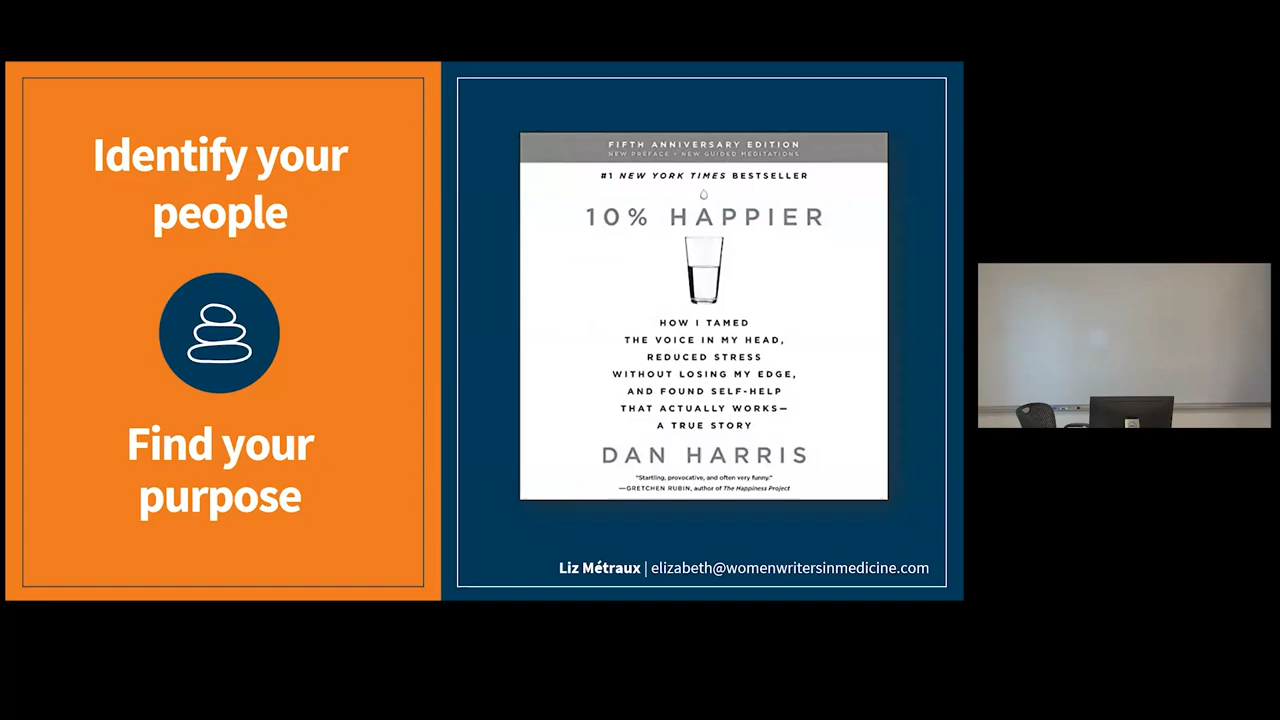 Identify your
people
Find your
purpose
FIFTH ANNIVERSARY EDITION
NEW PREFACE + NEW GUIDED MEDITATIONS
#1 NEW YORK TIMES BESTSELLER
10% HAPPIER
HOW I TAMED
THE VOICE IN MY HEAD,
REDUCED STRESS
WITHOUT LOSING MY EDGE,
AND FOUND SELF-HELP
THAT ACTUALLY WORKS—
A TRUE STORY
DAN HARRIS
"Startling, provocative, and often very funny."
—GRETCHEN RUBIN, author of The Happiness Project
Liz Métraux | elizabeth@womenwritersinmedicine.com